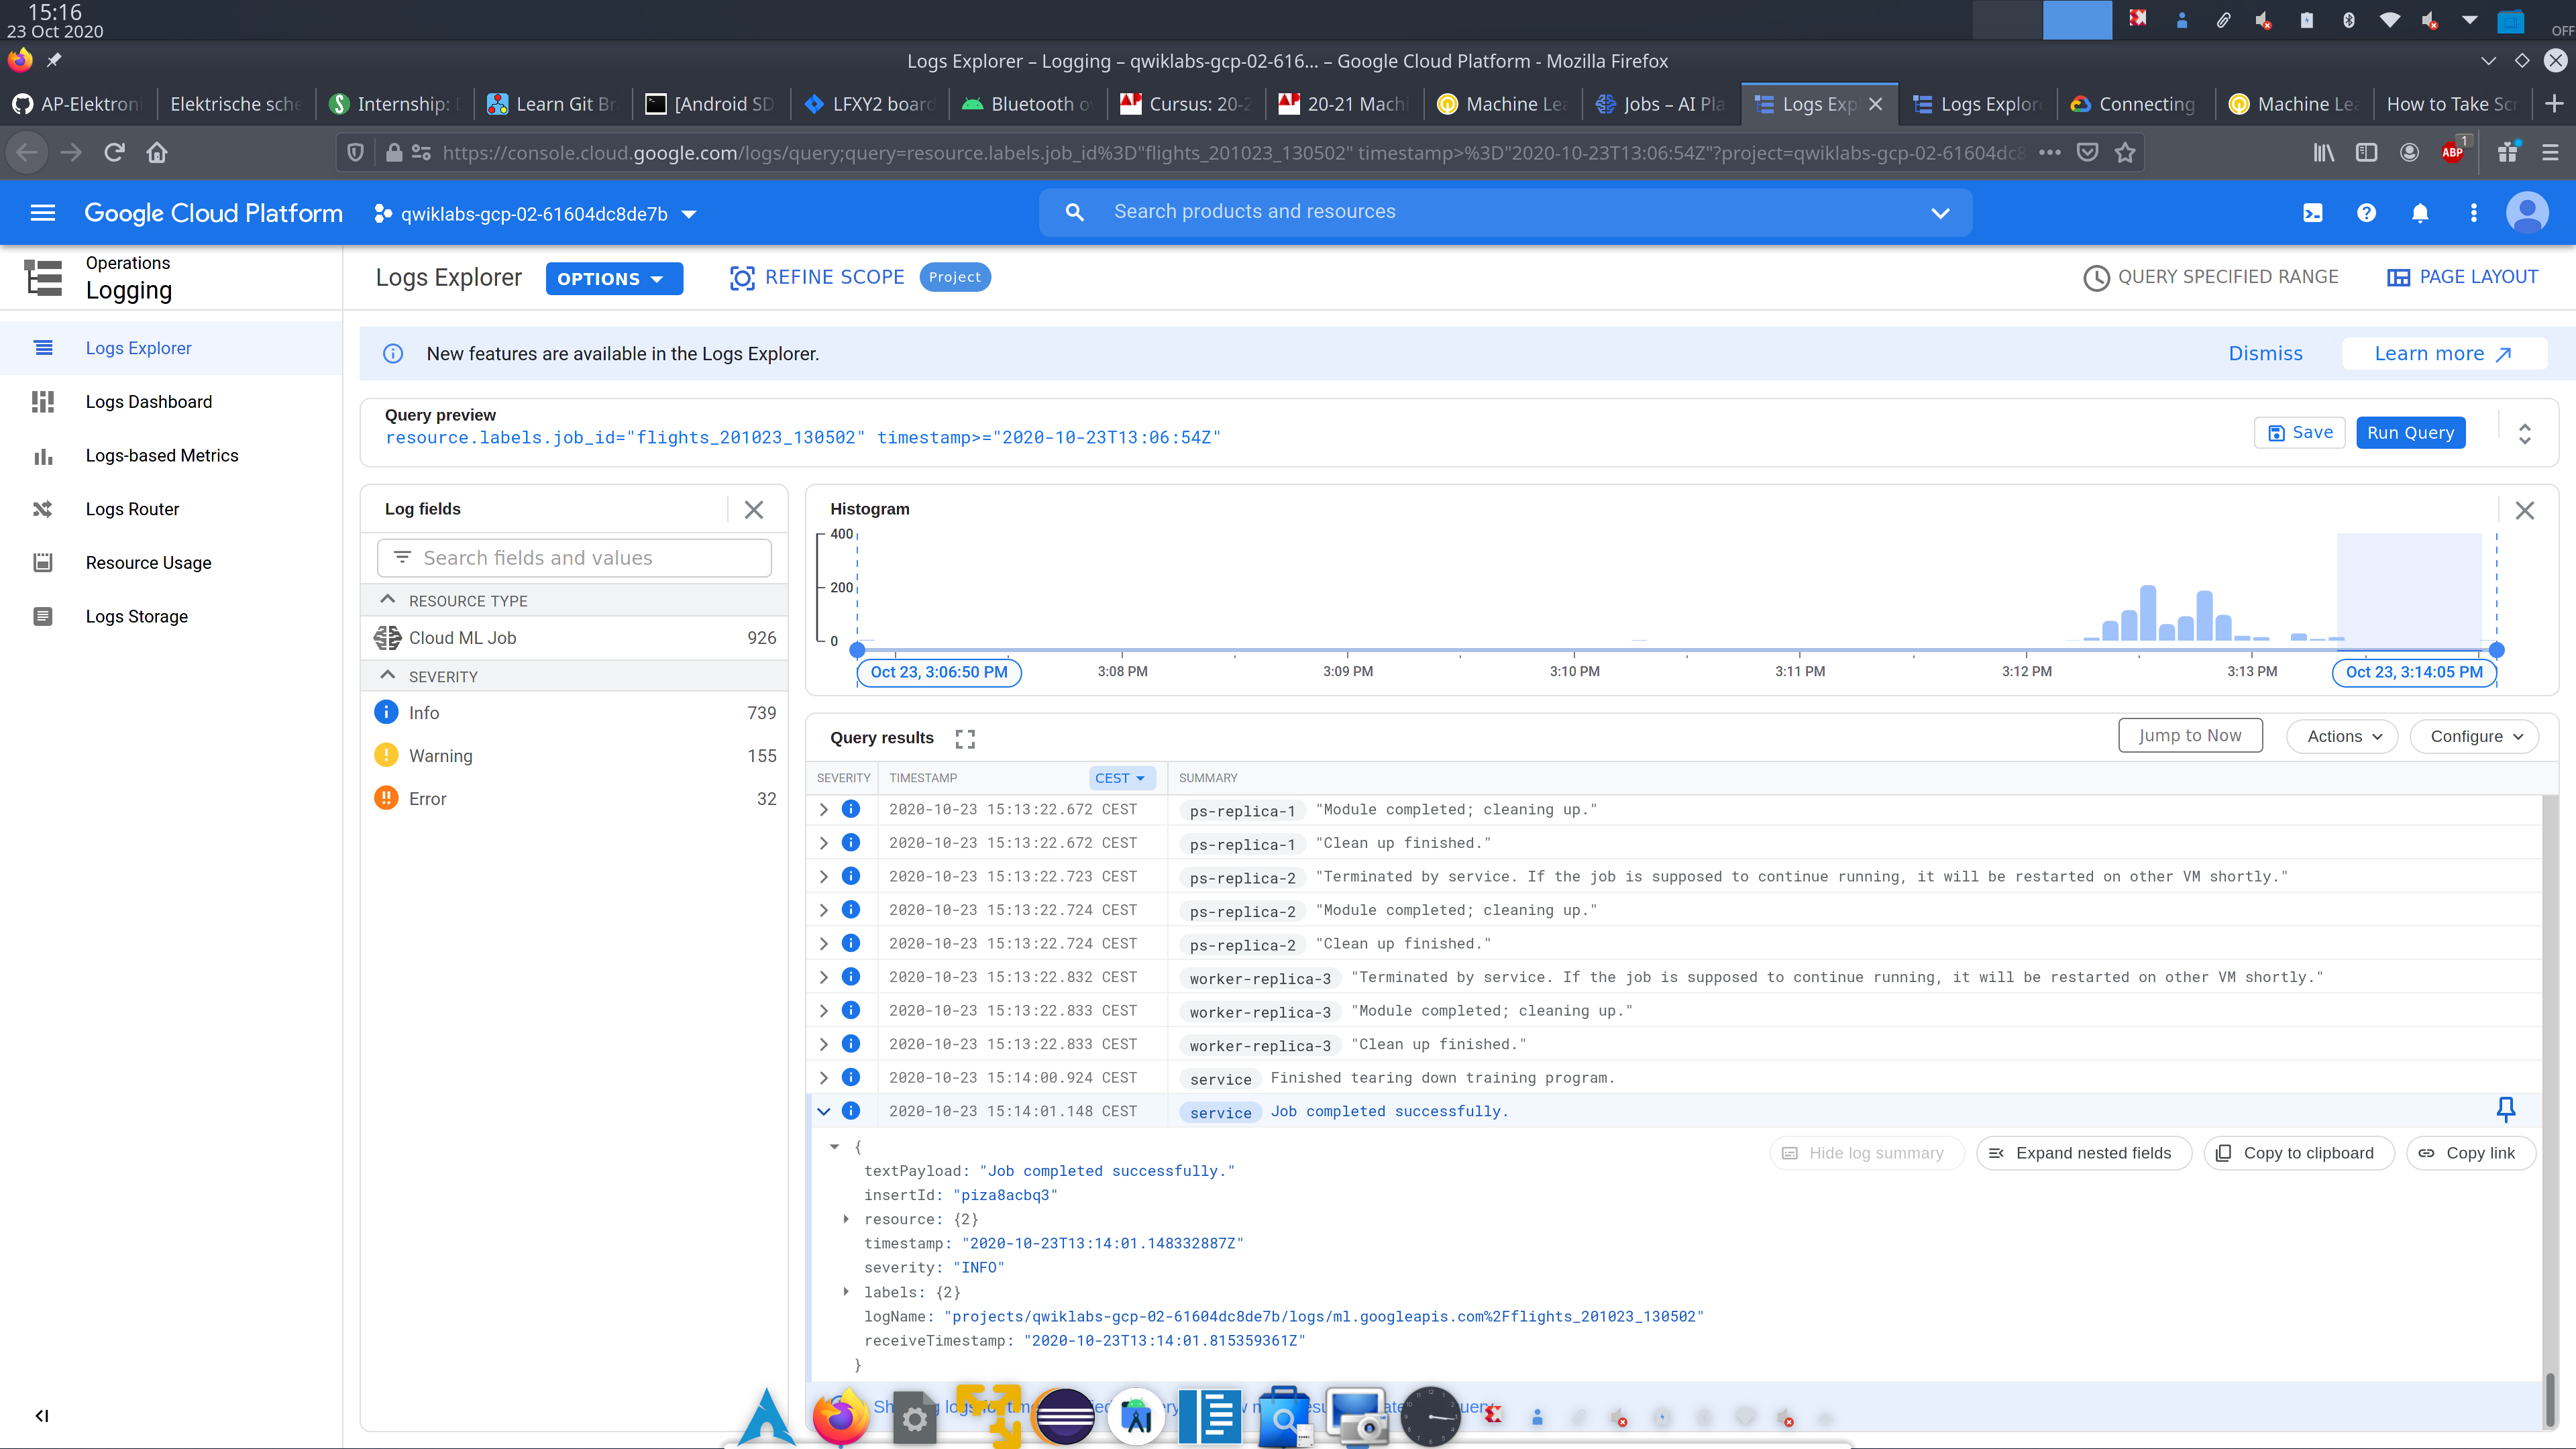 15:16
23 Oct 2020
OFF
Logs Explorer – Logging – qwiklabs-gcp-02-616... – Google Cloud Platform - Mozilla Firefox
AP-Elektroni
Elektrische sche
Internship:
Learn Git Br
[Android SD
LFXY2 board
Bluetooth o
Cursus: 20-2
20-21 Machi
Machine Lea
Jobs – AI Pla
Logs Exp
Logs Explore
Connecting
Machine Lea
How to Take Sc
https://console.cloud.google.com/logs/query;query=resource.labels.job_id%3D"flights_201023_130502" timestamp>%3D"2020-10-23T13:06:54Z"?project=qwiklabs-gcp-02-61604dc8
ABP
1
Google Cloud Platform
qwiklabs-gcp-02-61604dc8de7b
Search products and resources
Operations
Logging
Logs Explorer
OPTIONS
REFINE SCOPE
Project
QUERY SPECIFIED RANGE
PAGE LAYOUT
Logs Explorer
Logs Dashboard
Logs-based Metrics
Logs Router
Resource Usage
Logs Storage
New features are available in the Logs Explorer.
Dismiss
Learn more
Query preview
resource.labels.job_id="flights_201023_130502" timestamp>="2020-10-23T13:06:54Z"
Save
Run Query
Log fields
Search fields and values
RESOURCE TYPE
Cloud ML Job 926
SEVERITY
Info 739
Warning 155
Error 32
Histogram
400
200
0
Oct 23, 3:06:50 PM
3:08 PM
3:09 PM
3:10 PM
3:11 PM
3:12 PM
3:13 PM
Oct 23, 3:14:05 PM
Query results
Jump to Now
Actions
Configure
SEVERITY TIMESTAMP CEST SUMMARY
2020-10-23 15:13:22.672 CEST ps-replica-1 "Module completed; cleaning up."
2020-10-23 15:13:22.672 CEST ps-replica-1 "Clean up finished."
2020-10-23 15:13:22.723 CEST ps-replica-2 "Terminated by service. If the job is supposed to continue running, it will be restarted on other VM shortly."
2020-10-23 15:13:22.724 CEST ps-replica-2 "Module completed; cleaning up."
2020-10-23 15:13:22.724 CEST ps-replica-2 "Clean up finished."
2020-10-23 15:13:22.832 CEST worker-replica-3 "Terminated by service. If the job is supposed to continue running, it will be restarted on other VM shortly."
2020-10-23 15:13:22.833 CEST worker-replica-3 "Module completed; cleaning up."
2020-10-23 15:13:22.833 CEST worker-replica-3 "Clean up finished."
2020-10-23 15:14:00.924 CEST service Finished tearing down training program.
2020-10-23 15:14:01.148 CEST service Job completed successfully.
{
Hide log summary
Expand nested fields
Copy to clipboard
Copy link
textPayload: "Job completed successfully."
insertId: "piza8acbq3"
resource: {2}
timestamp: "2020-10-23T13:14:01.148332887Z"
severity: "INFO"
labels: {2}
logName: "projects/qwiklabs-gcp-02-61604dc8de7b/logs/ml.googleapis.com%2Fflights_201023_130502"
receiveTimestamp: "2020-10-23T13:14:01.815359361Z"
}